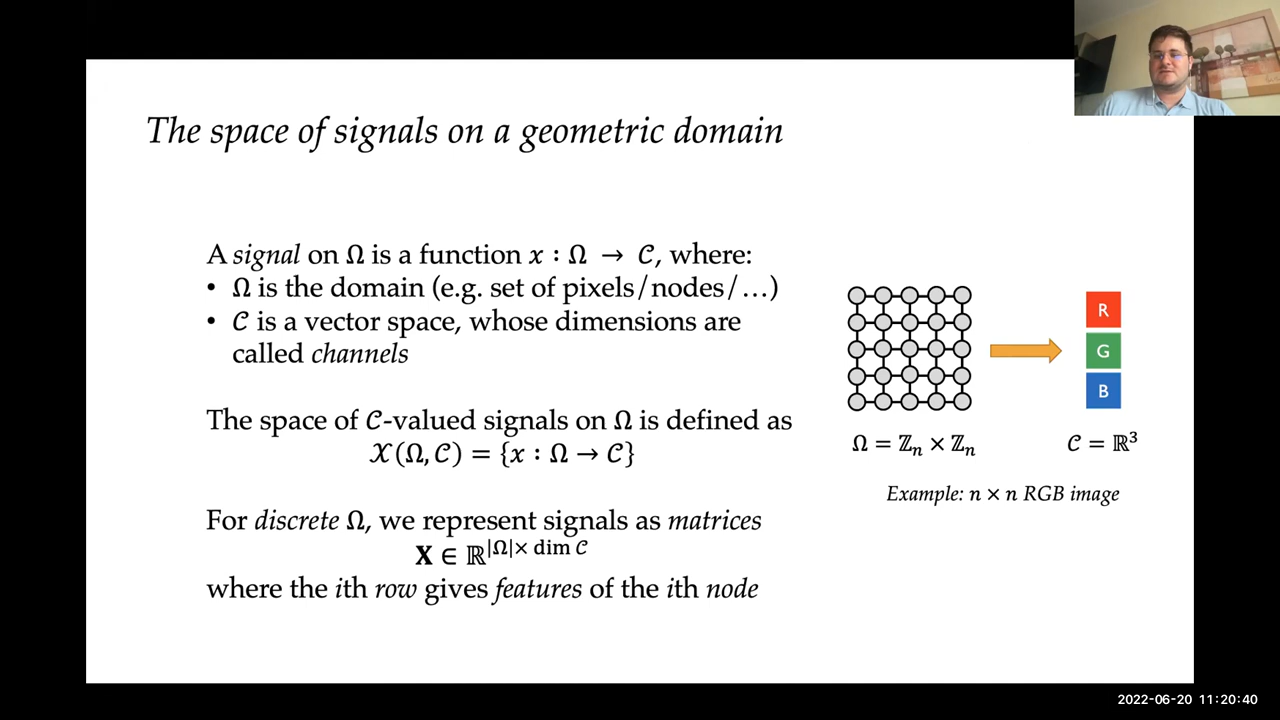 The space of signals on a geometric domain
A signal on Ω is a function x : Ω → 𝒞, where:
• Ω is the domain (e.g. set of pixels/nodes/…)
• 𝒞 is a vector space, whose dimensions are
called channels
The space of 𝒞-valued signals on Ω is defined as
𝒳(Ω, 𝒞) = {x : Ω → 𝒞}
For discrete Ω, we represent signals as matrices
𝐗 ∈ ℝ^|Ω|× dim 𝒞
where the ith row gives features of the ith node
R
G
B
Ω = ℤₙ × ℤₙ
𝒞 = ℝ³
Example: n × n RGB image
2022-06-20 11:20:40